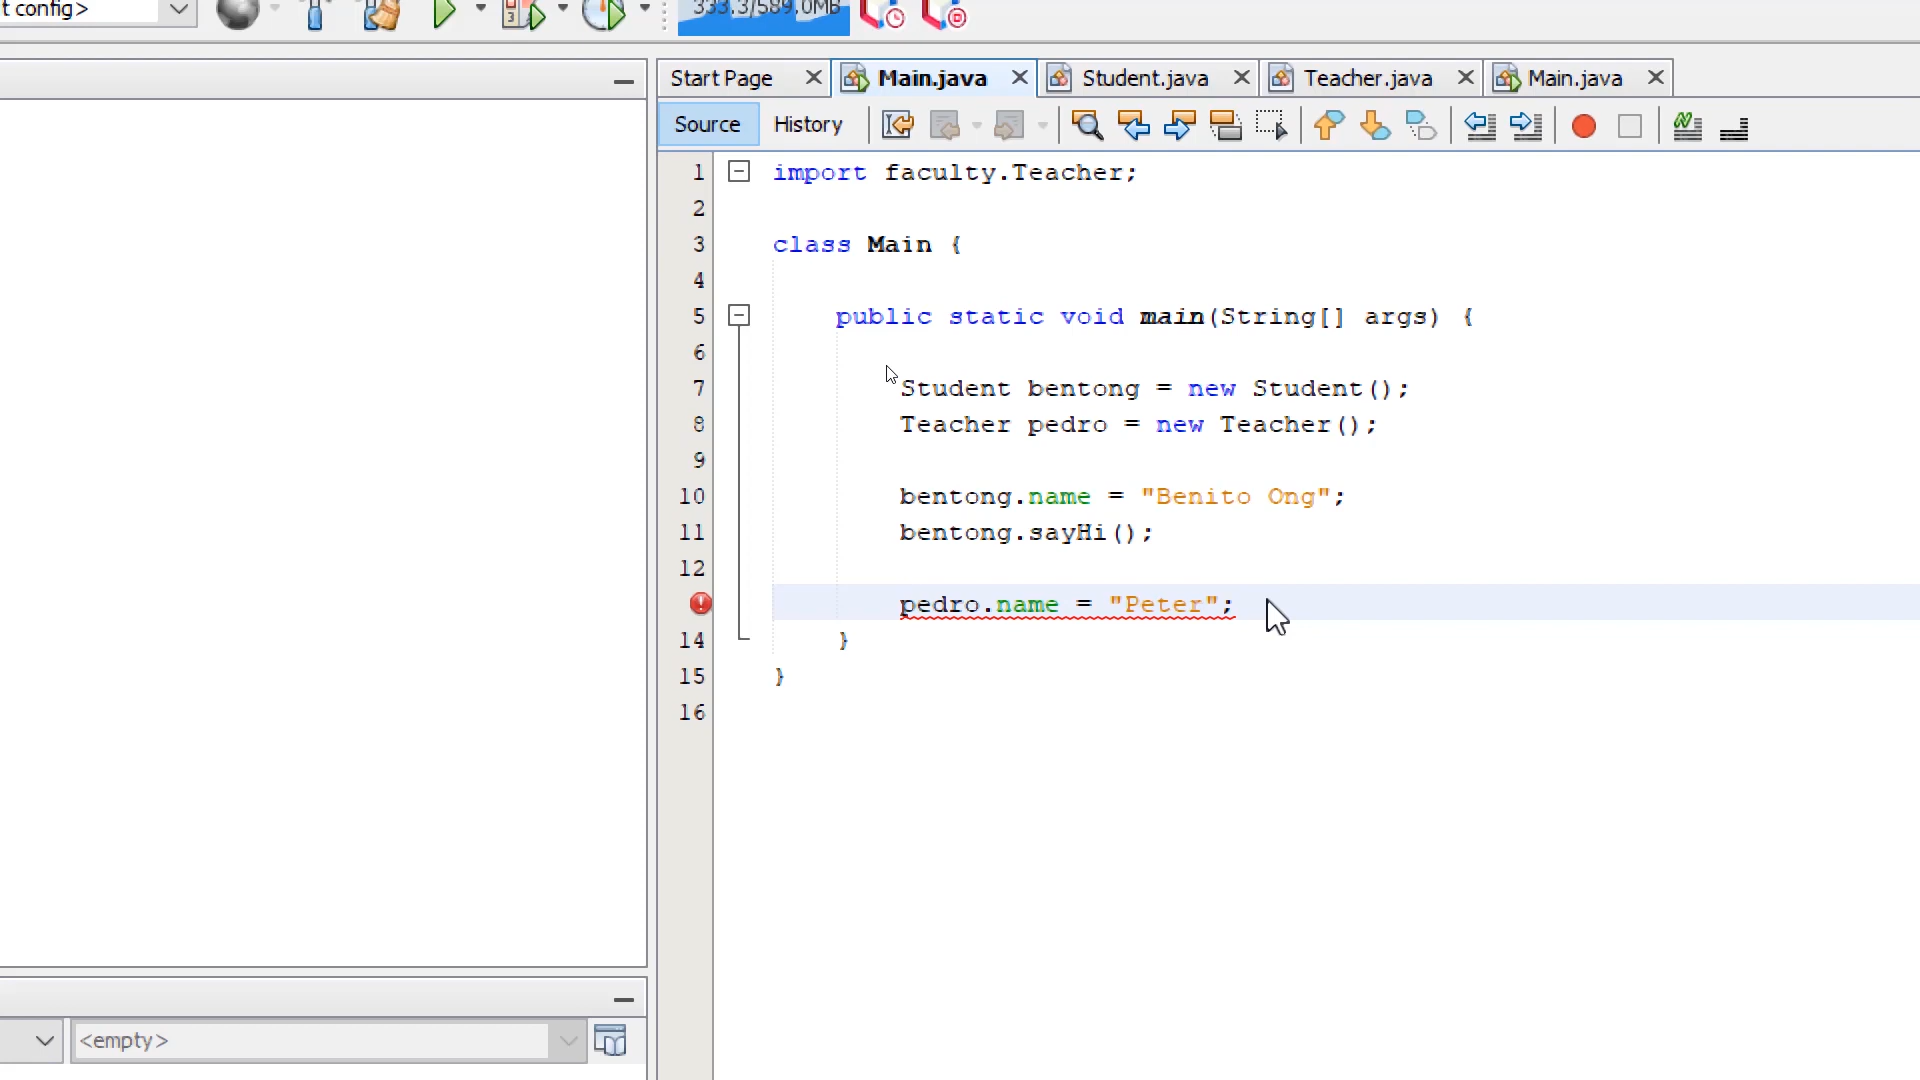 t config>
333.3/589.0MB
Start Page
Main.java
Student.java
Teacher.java
Main.java
Source
History
1 import faculty.Teacher;
2
3 class Main {
4
5 public static void main(String[] args) {
6
7 Student bentong = new Student();
8 Teacher pedro = new Teacher();
9
10 bentong.name = "Benito Ong";
11 bentong.sayHi();
12
pedro.name = "Peter";
14 }
15 }
16
<empty>